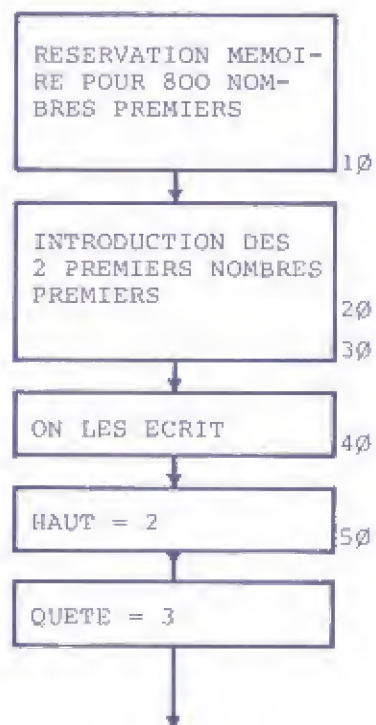 RESERVATION MEMOI-
RE POUR 800 NOM-
BRES PREMIERS
1Ø
INTRODUCTION DES
2 PREMIERS NOMBRES
PREMIERS
2Ø
3Ø
ON LES ECRIT
4Ø
HAUT = 2
5Ø
QUETE = 3